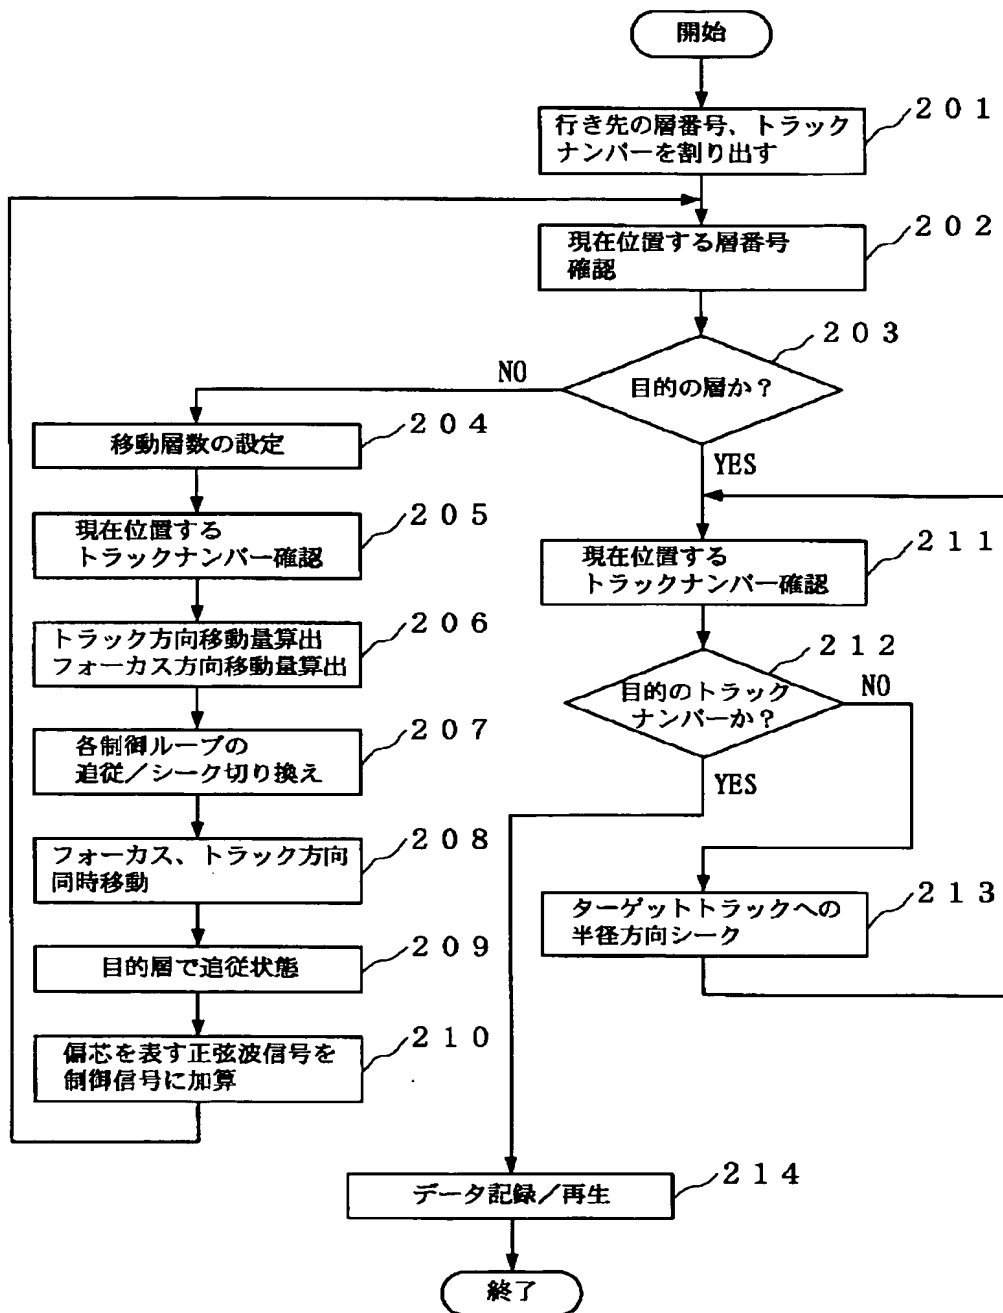 開始
201
行き先の層番号、トラック
ナンバーを割り出す
202
現在位置する層番号
確認
203
目的の層か?
NO
YES
204
移動層数の設定
205
現在位置する
トラックナンバー確認
206
トラック方向移動量算出
フォーカス方向移動量算出
207
各制御ループの
追従/シーク切り換え
208
フォーカス、トラック方向
同時移動
209
目的層で追従状態
210
偏芯を表す正弦波信号を
制御信号に加算
211
現在位置する
トラックナンバー確認
212
目的のトラック
ナンバーか?
NO
YES
213
ターゲットトラックへの
半径方向シーク
214
データ記録/再生
終了